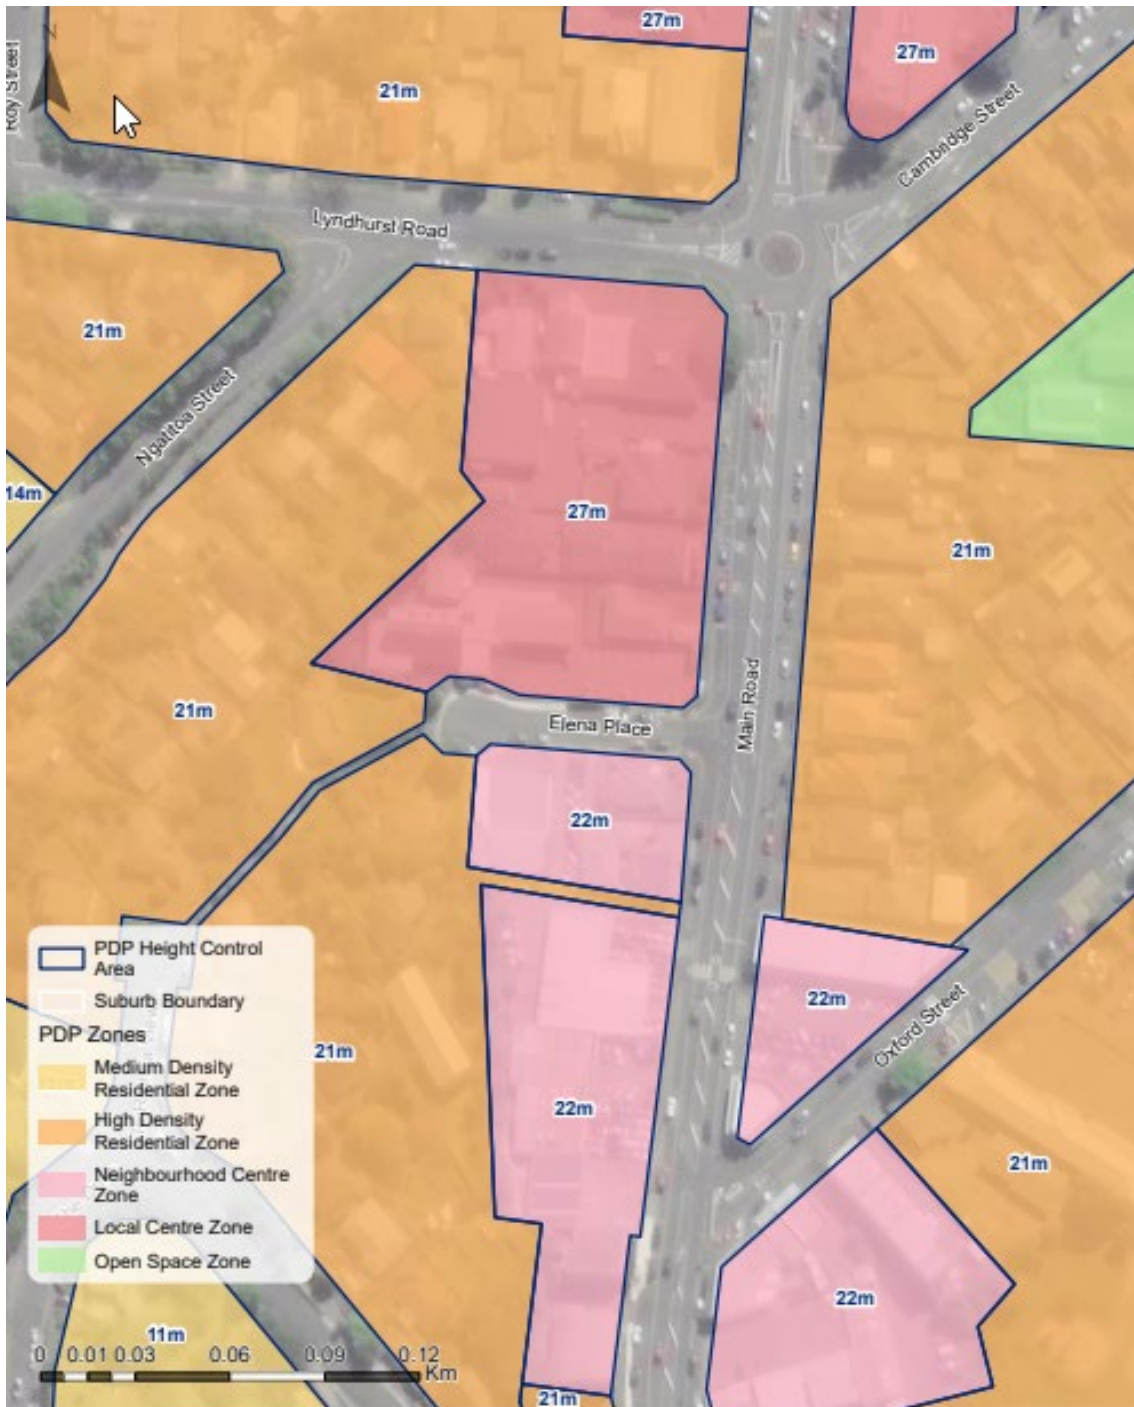 27m
27m
Roy Street
21m
Cambridge Street
Lyndhurst Road
21m
Ngatitoa Street
14m
27m
21m
Main Road
21m
Elena Place
22m
PDP Height Control
Area
Suburb Boundary
PDP Zones
Medium Density
Residential Zone
High Density
Residential Zone
Neighbourhood Centre
Zone
Local Centre Zone
Open Space Zone
22m
Oxford Street
21m
22m
21m
22m
11m
0 0.01 0.03 0.06 0.09 0.12
Km
21m